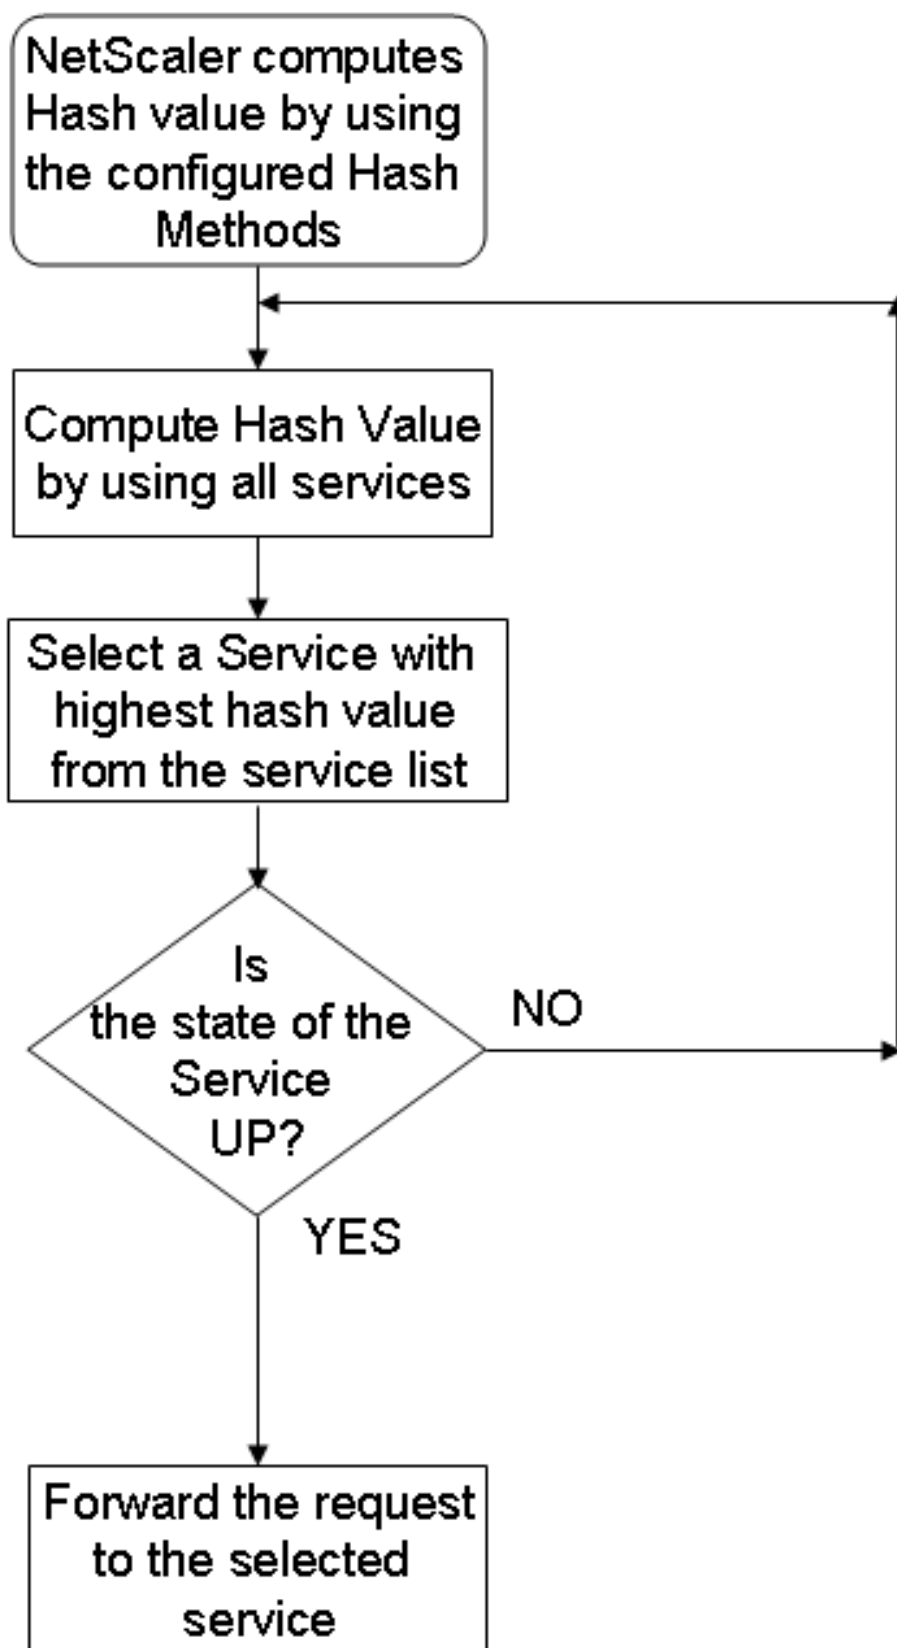 NetScaler computes
Hash value by using
the configured Hash
Methods
Compute Hash Value
by using all services
Select a Service with
highest hash value
from the service list
Is
the state of the
Service
UP?
NO
YES
Forward the request
to the selected
service